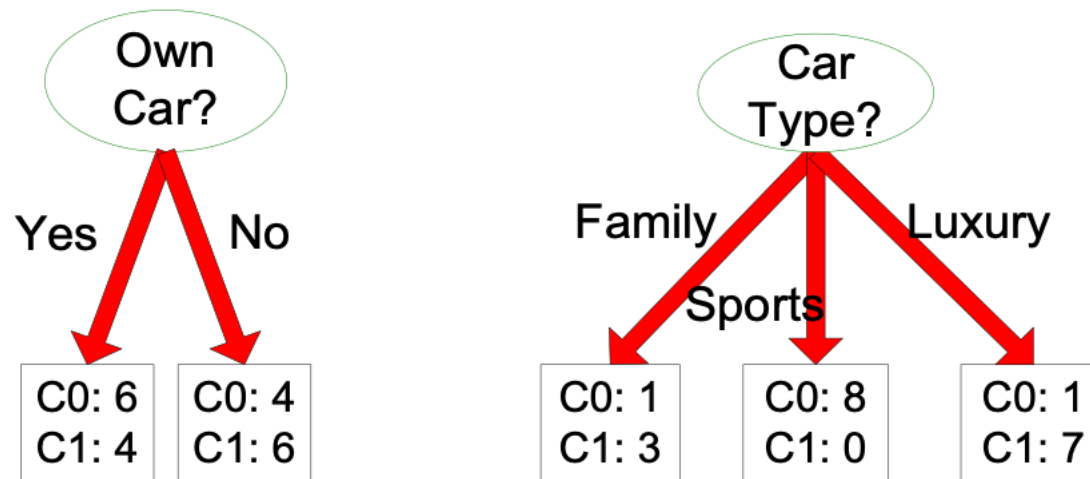 Own
Car?
Yes
No
C0: 6
C1: 4
C0: 4
C1: 6
Car
Type?
Family
Sports
Luxury
C0: 1
C1: 3
C0: 8
C1: 0
C0: 1
C1: 7